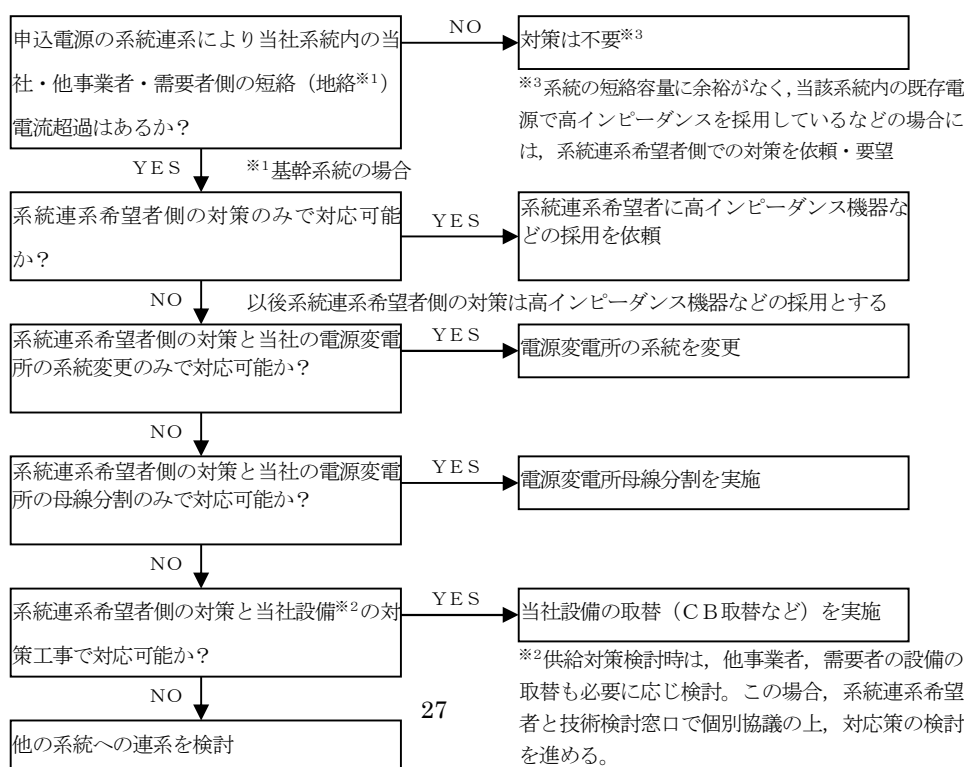 申込電源の系統連系により当社系統内の当
社・他事業者・需要者側の短絡（地絡※1）
電流超過はあるか？
NO
対策は不要※3
※3系統の短絡容量に余裕がなく，当該系統内の既存電
源で高インピーダンスを採用しているなどの場合に
は，系統連系希望者側での対策を依頼・要望
YES
※1基幹系統の場合
系統連系希望者側の対策のみで対応可能
か？
YES
系統連系希望者に高インピーダンス機器な
どの採用を依頼
NO
以後系統連系希望者側の対策は高インピーダンス機器などの採用とする
系統連系希望者側の対策と当社の電源変電
所の系統変更のみで対応可能か？
YES
電源変電所の系統を変更
NO
系統連系希望者側の対策と当社の電源変電
所の母線分割のみで対応可能か？
YES
電源変電所母線分割を実施
NO
系統連系希望者側の対策と当社設備※2の対
策工事で対応可能か？
YES
当社設備の取替（CB取替など）を実施
※2供給対策検討時は，他事業者，需要者の設備の
取替も必要に応じ検討。この場合，系統連系希望
者と技術検討窓口で個別協議の上，対応策の検討
を進める。
NO
27
他の系統への連系を検討